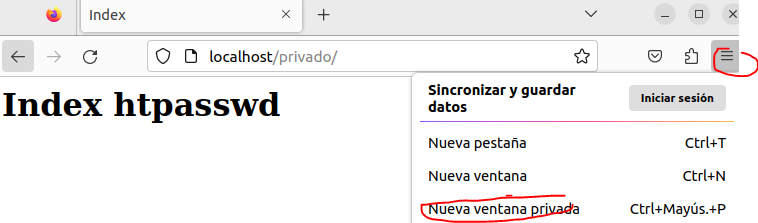 Index
localhost/privado/
Index htpasswd
Sincronizar y guardar datos
Iniciar sesión
Nueva pestaña Ctrl+T
Nueva ventana Ctrl+N
Nueva ventana privada Ctrl+Mayús.+P